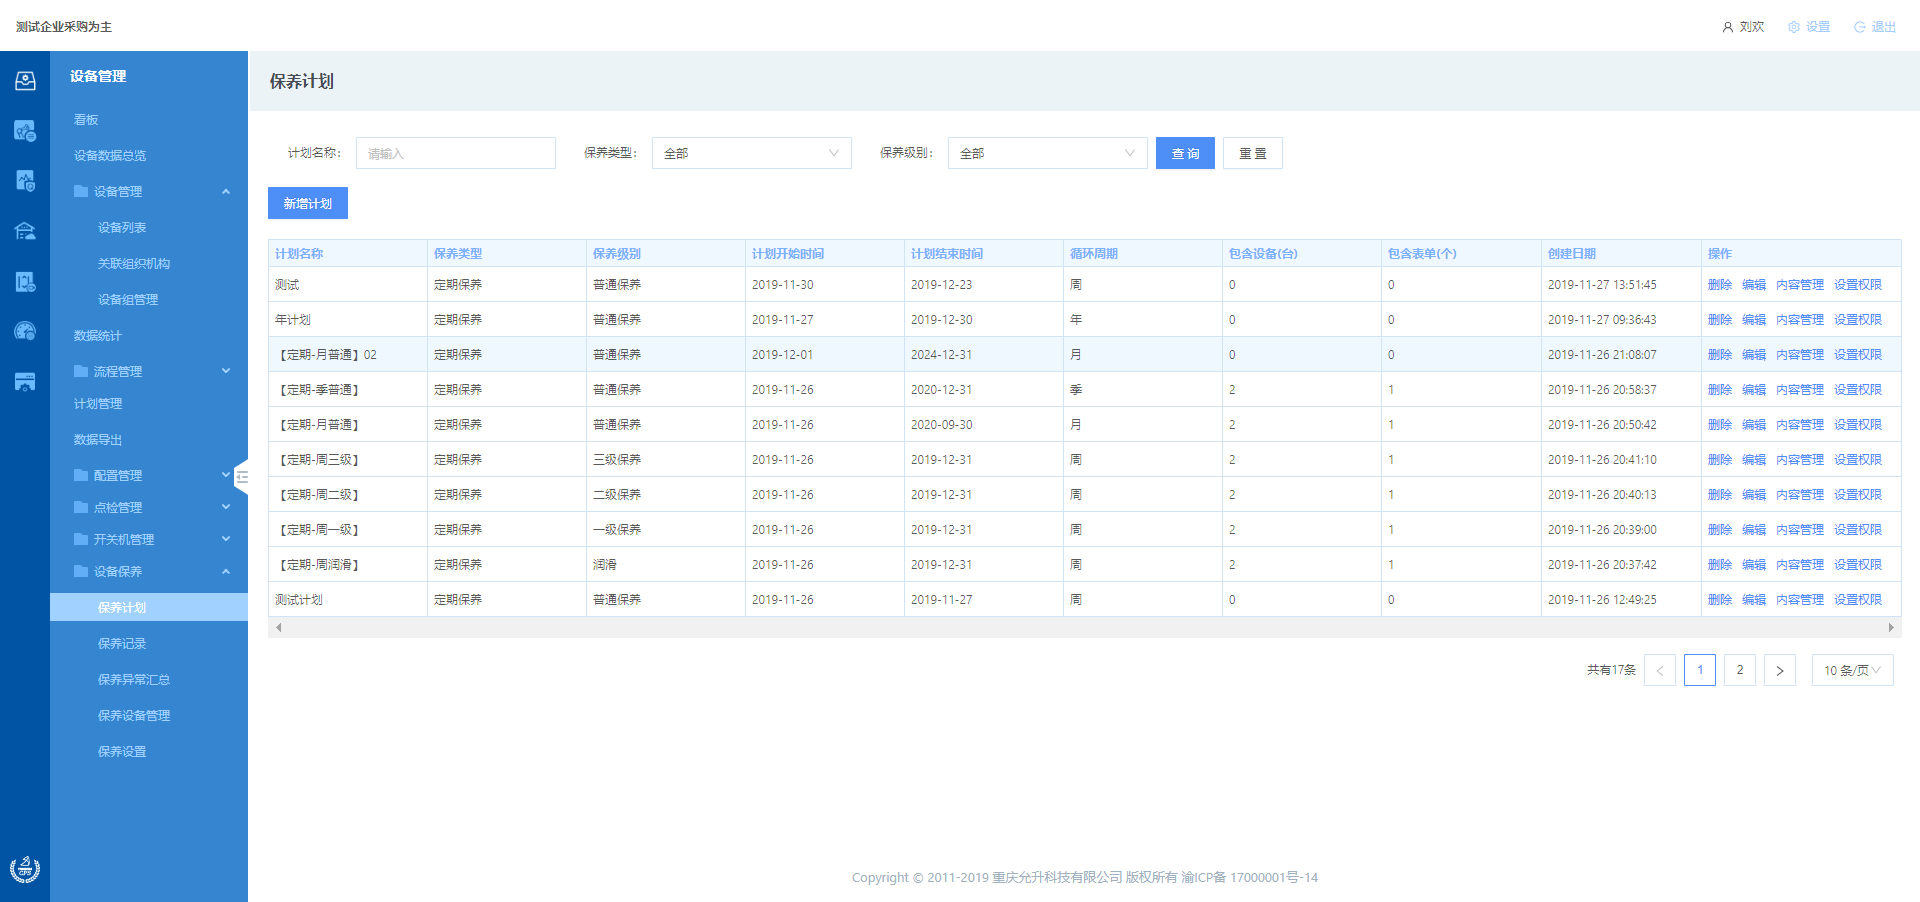 测试企业采购为主
刘欢 设置 退出
设备管理
看板
设备数据总览
设备管理
设备列表
关联组织机构
设备组管理
数据统计
流程管理
计划管理
数据导出
配置管理
点检管理
开关机管理
设备保养
保养计划
保养记录
保养异常汇总
保养设备管理
保养设置
保养计划
计划名称: 请输入 保养类型: 全部 保养级别: 全部 查 询 重 置
新增计划
计划名称 保养类型 保养级别 计划开始时间 计划结束时间 循环周期 包含设备(台) 包含表单(个) 创建日期 操作
测试 定期保养 普通保养 2019-11-30 2019-12-23 周 0 0 2019-11-27 13:51:45 删除 编辑 内容管理 设置权限
年计划 定期保养 普通保养 2019-11-27 2019-12-30 年 0 0 2019-11-27 09:36:43 删除 编辑 内容管理 设置权限
【定期-月普通】02 定期保养 普通保养 2019-12-01 2024-12-31 月 0 0 2019-11-26 21:08:07 删除 编辑 内容管理 设置权限
【定期-季普通】 定期保养 普通保养 2019-11-26 2020-12-31 季 2 1 2019-11-26 20:58:37 删除 编辑 内容管理 设置权限
【定期-月普通】 定期保养 普通保养 2019-11-26 2020-09-30 月 2 1 2019-11-26 20:50:42 删除 编辑 内容管理 设置权限
【定期-周三级】 定期保养 三级保养 2019-11-26 2019-12-31 周 2 1 2019-11-26 20:41:10 删除 编辑 内容管理 设置权限
【定期-周二级】 定期保养 二级保养 2019-11-26 2019-12-31 周 2 1 2019-11-26 20:40:13 删除 编辑 内容管理 设置权限
【定期-周一级】 定期保养 一级保养 2019-11-26 2019-12-31 周 2 1 2019-11-26 20:39:00 删除 编辑 内容管理 设置权限
【定期-周润滑】 定期保养 润滑 2019-11-26 2019-12-31 周 2 1 2019-11-26 20:37:42 删除 编辑 内容管理 设置权限
测试计划 定期保养 普通保养 2019-11-26 2019-11-27 周 0 0 2019-11-26 12:49:25 删除 编辑 内容管理 设置权限
共有17条 < 1 2 > 10 条/页
CPS
Copyright © 2011-2019 重庆允升科技有限公司 版权所有 渝ICP备 17000001号-14